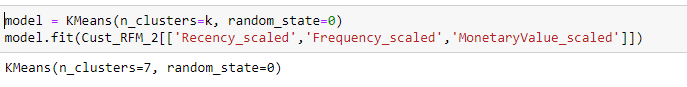 model = KMeans(n_clusters=k, random_state=0)
model.fit(Cust_RFM_2[['Recency_scaled','Frequency_scaled','MonetaryValue_scaled']])
KMeans(n_clusters=7, random_state=0)